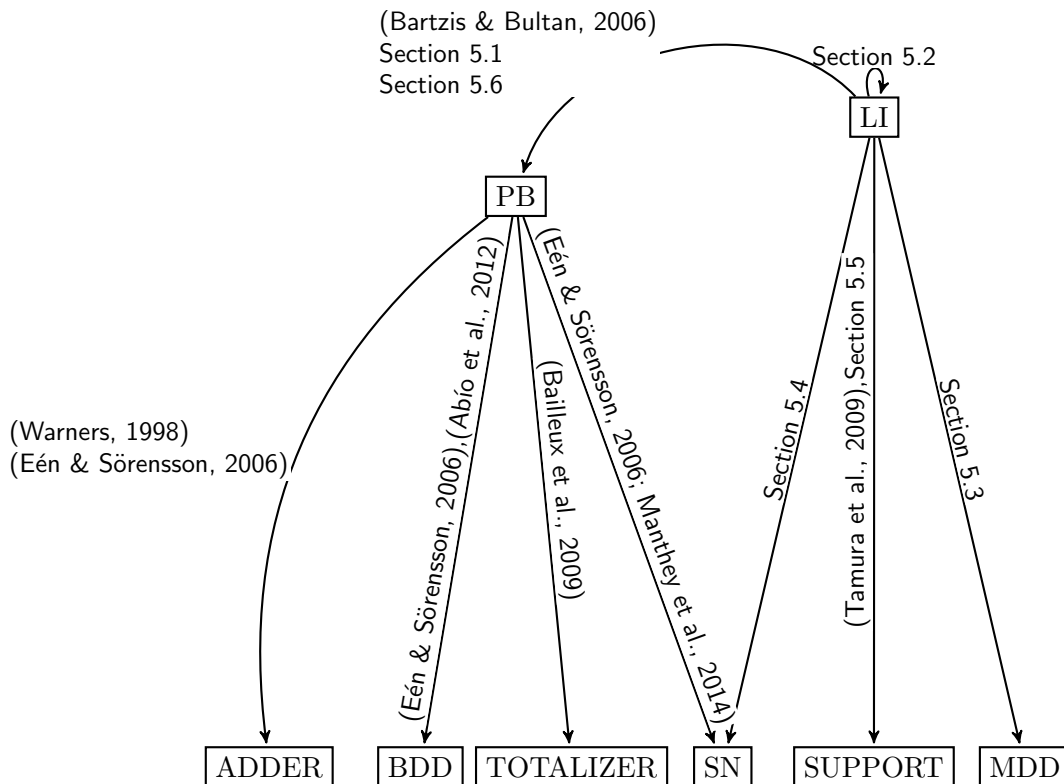 (Bartzis & Bultan, 2006)
Section 5.1
Section 5.6
Section 5.2
LI
PB
(Warners, 1998)
(Eén & Sörensson, 2006)
(Eén & Sörensson, 2006),(Abío et al., 2012)
(Bailleux et al., 2009)
(Eén & Sörensson, 2006; Manthey et al., 2014)
Section 5.4
(Tamura et al., 2009),Section 5.5
Section 5.3
ADDER
BDD
TOTALIZER
SN
SUPPORT
MDD